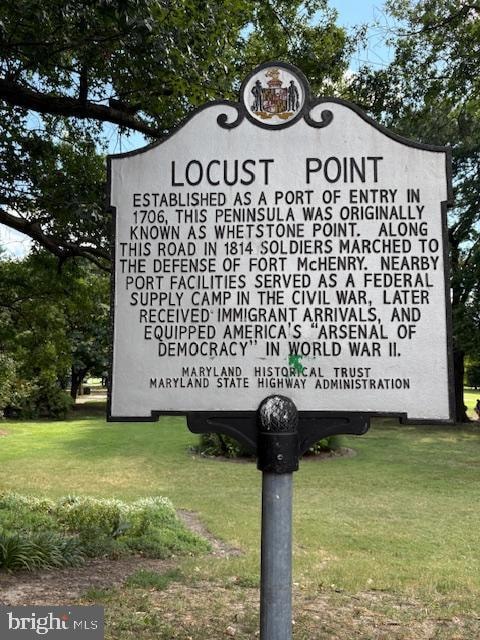 LOCUST POINT
ESTABLISHED AS A PORT OF ENTRY IN
1706, THIS PENINSULA WAS ORIGINALLY
KNOWN AS WHETSTONE POINT. ALONG
THIS ROAD IN 1814 SOLDIERS MARCHED TO
THE DEFENSE OF FORT McHENRY. NEARBY
PORT FACILITIES SERVED AS A FEDERAL
SUPPLY CAMP IN THE CIVIL WAR, LATER
RECEIVED IMMIGRANT ARRIVALS, AND
EQUIPPED AMERICA'S "ARSENAL OF
DEMOCRACY" IN WORLD WAR II.
MARYLAND HISTORICAL TRUST
MARYLAND STATE HIGHWAY ADMINISTRATION
bright MLS